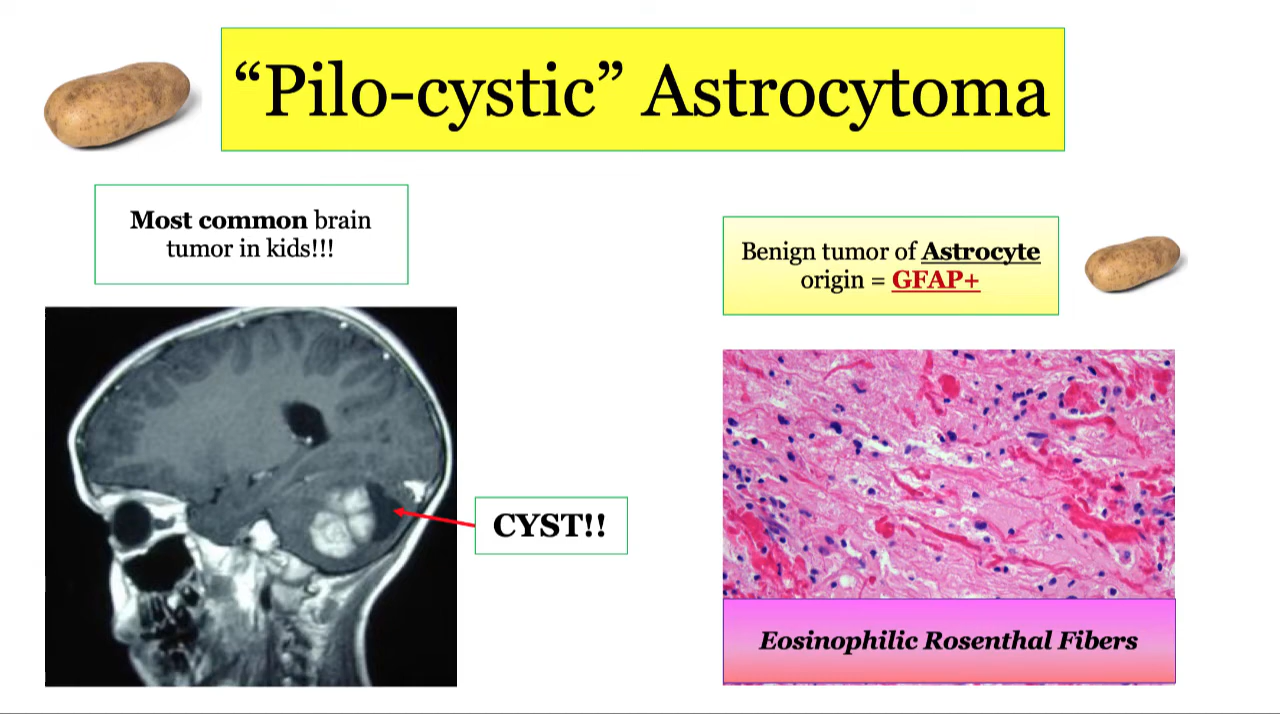 “Pilo-cystic” Astrocytoma
Most common brain
tumor in kids!!!
Benign tumor of Astrocyte
origin = GFAP+
CYST!!
Eosinophilic Rosenthal Fibers